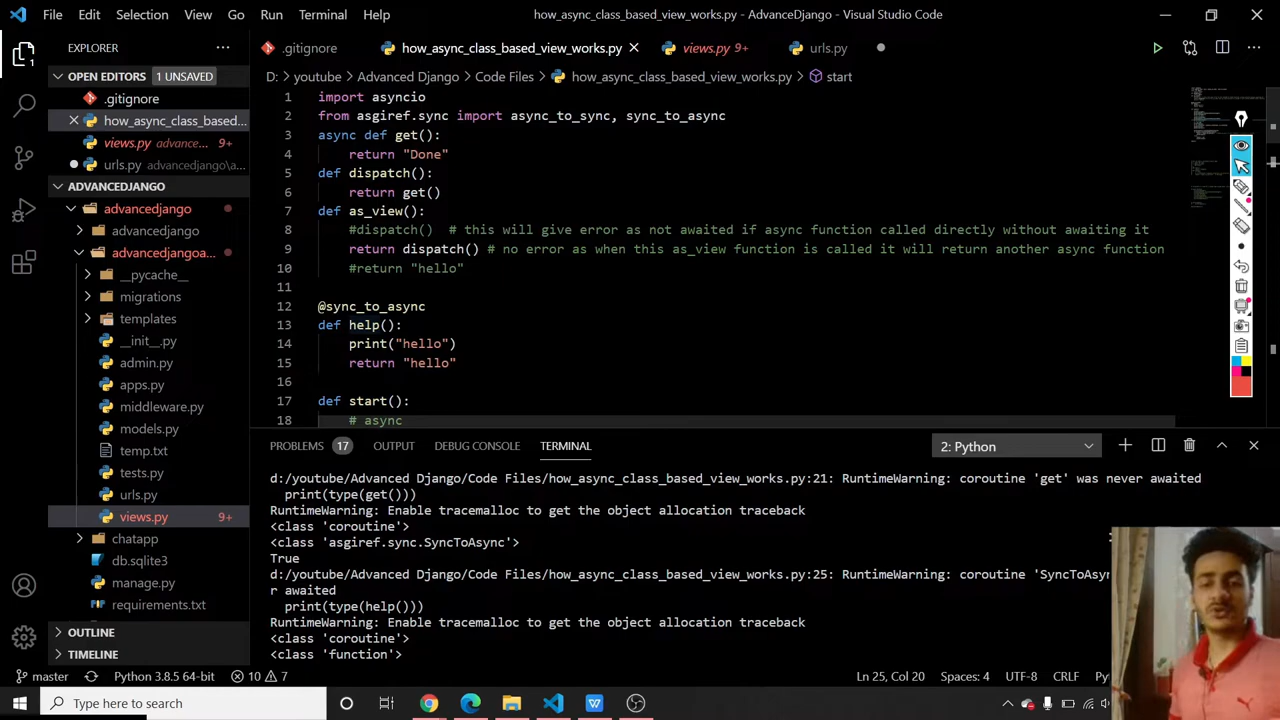 File Edit Selection View Go Run Terminal Help how_async_class_based_view_works.py - AdvanceDjango - Visual Studio Code
EXPLORER
.gitignore how_async_class_based_view_works.py views.py 9+ urls.py
OPEN EDITORS 1 UNSAVED
.gitignore
how_async_class_based...
views.py advance... 9+
urls.py advancedjango\a...
ADVANCEDJANGO
advancedjango
advancedjango
advancedjangoa...
__pycache__
migrations
templates
__init__.py
admin.py
apps.py
middleware.py
models.py
temp.txt
tests.py
urls.py
views.py 9+
chatapp
db.sqlite3
manage.py
requirements.txt
OUTLINE
TIMELINE
D: > youtube > Advanced Django > Code Files > how_async_class_based_view_works.py > start
1 import asyncio
2 from asgiref.sync import async_to_sync, sync_to_async
3 async def get():
4 return "Done"
5 def dispatch():
6 return get()
7 def as_view():
8 #dispatch() # this will give error as not awaited if async function called directly without awaiting it
9 return dispatch() # no error as when this as_view function is called it will return another async function
10 #return "hello"
11
12 @sync_to_async
13 def help():
14 print("hello")
15 return "hello"
16
17 def start():
18 # async
PROBLEMS 17 OUTPUT DEBUG CONSOLE TERMINAL 2: Python
d:/youtube/Advanced Django/Code Files/how_async_class_based_view_works.py:21: RuntimeWarning: coroutine 'get' was never awaited
print(type(get()))
RuntimeWarning: Enable tracemalloc to get the object allocation traceback
<class 'coroutine'>
<class 'asgiref.sync.SyncToAsync'>
True
d:/youtube/Advanced Django/Code Files/how_async_class_based_view_works.py:25: RuntimeWarning: coroutine 'SyncToAsy
r awaited
print(type(help()))
RuntimeWarning: Enable tracemalloc to get the object allocation traceback
<class 'coroutine'>
<class 'function'>
master Python 3.8.5 64-bit 10 7 Ln 25, Col 20 Spaces: 4 UTF-8 CRLF Py
Type here to search